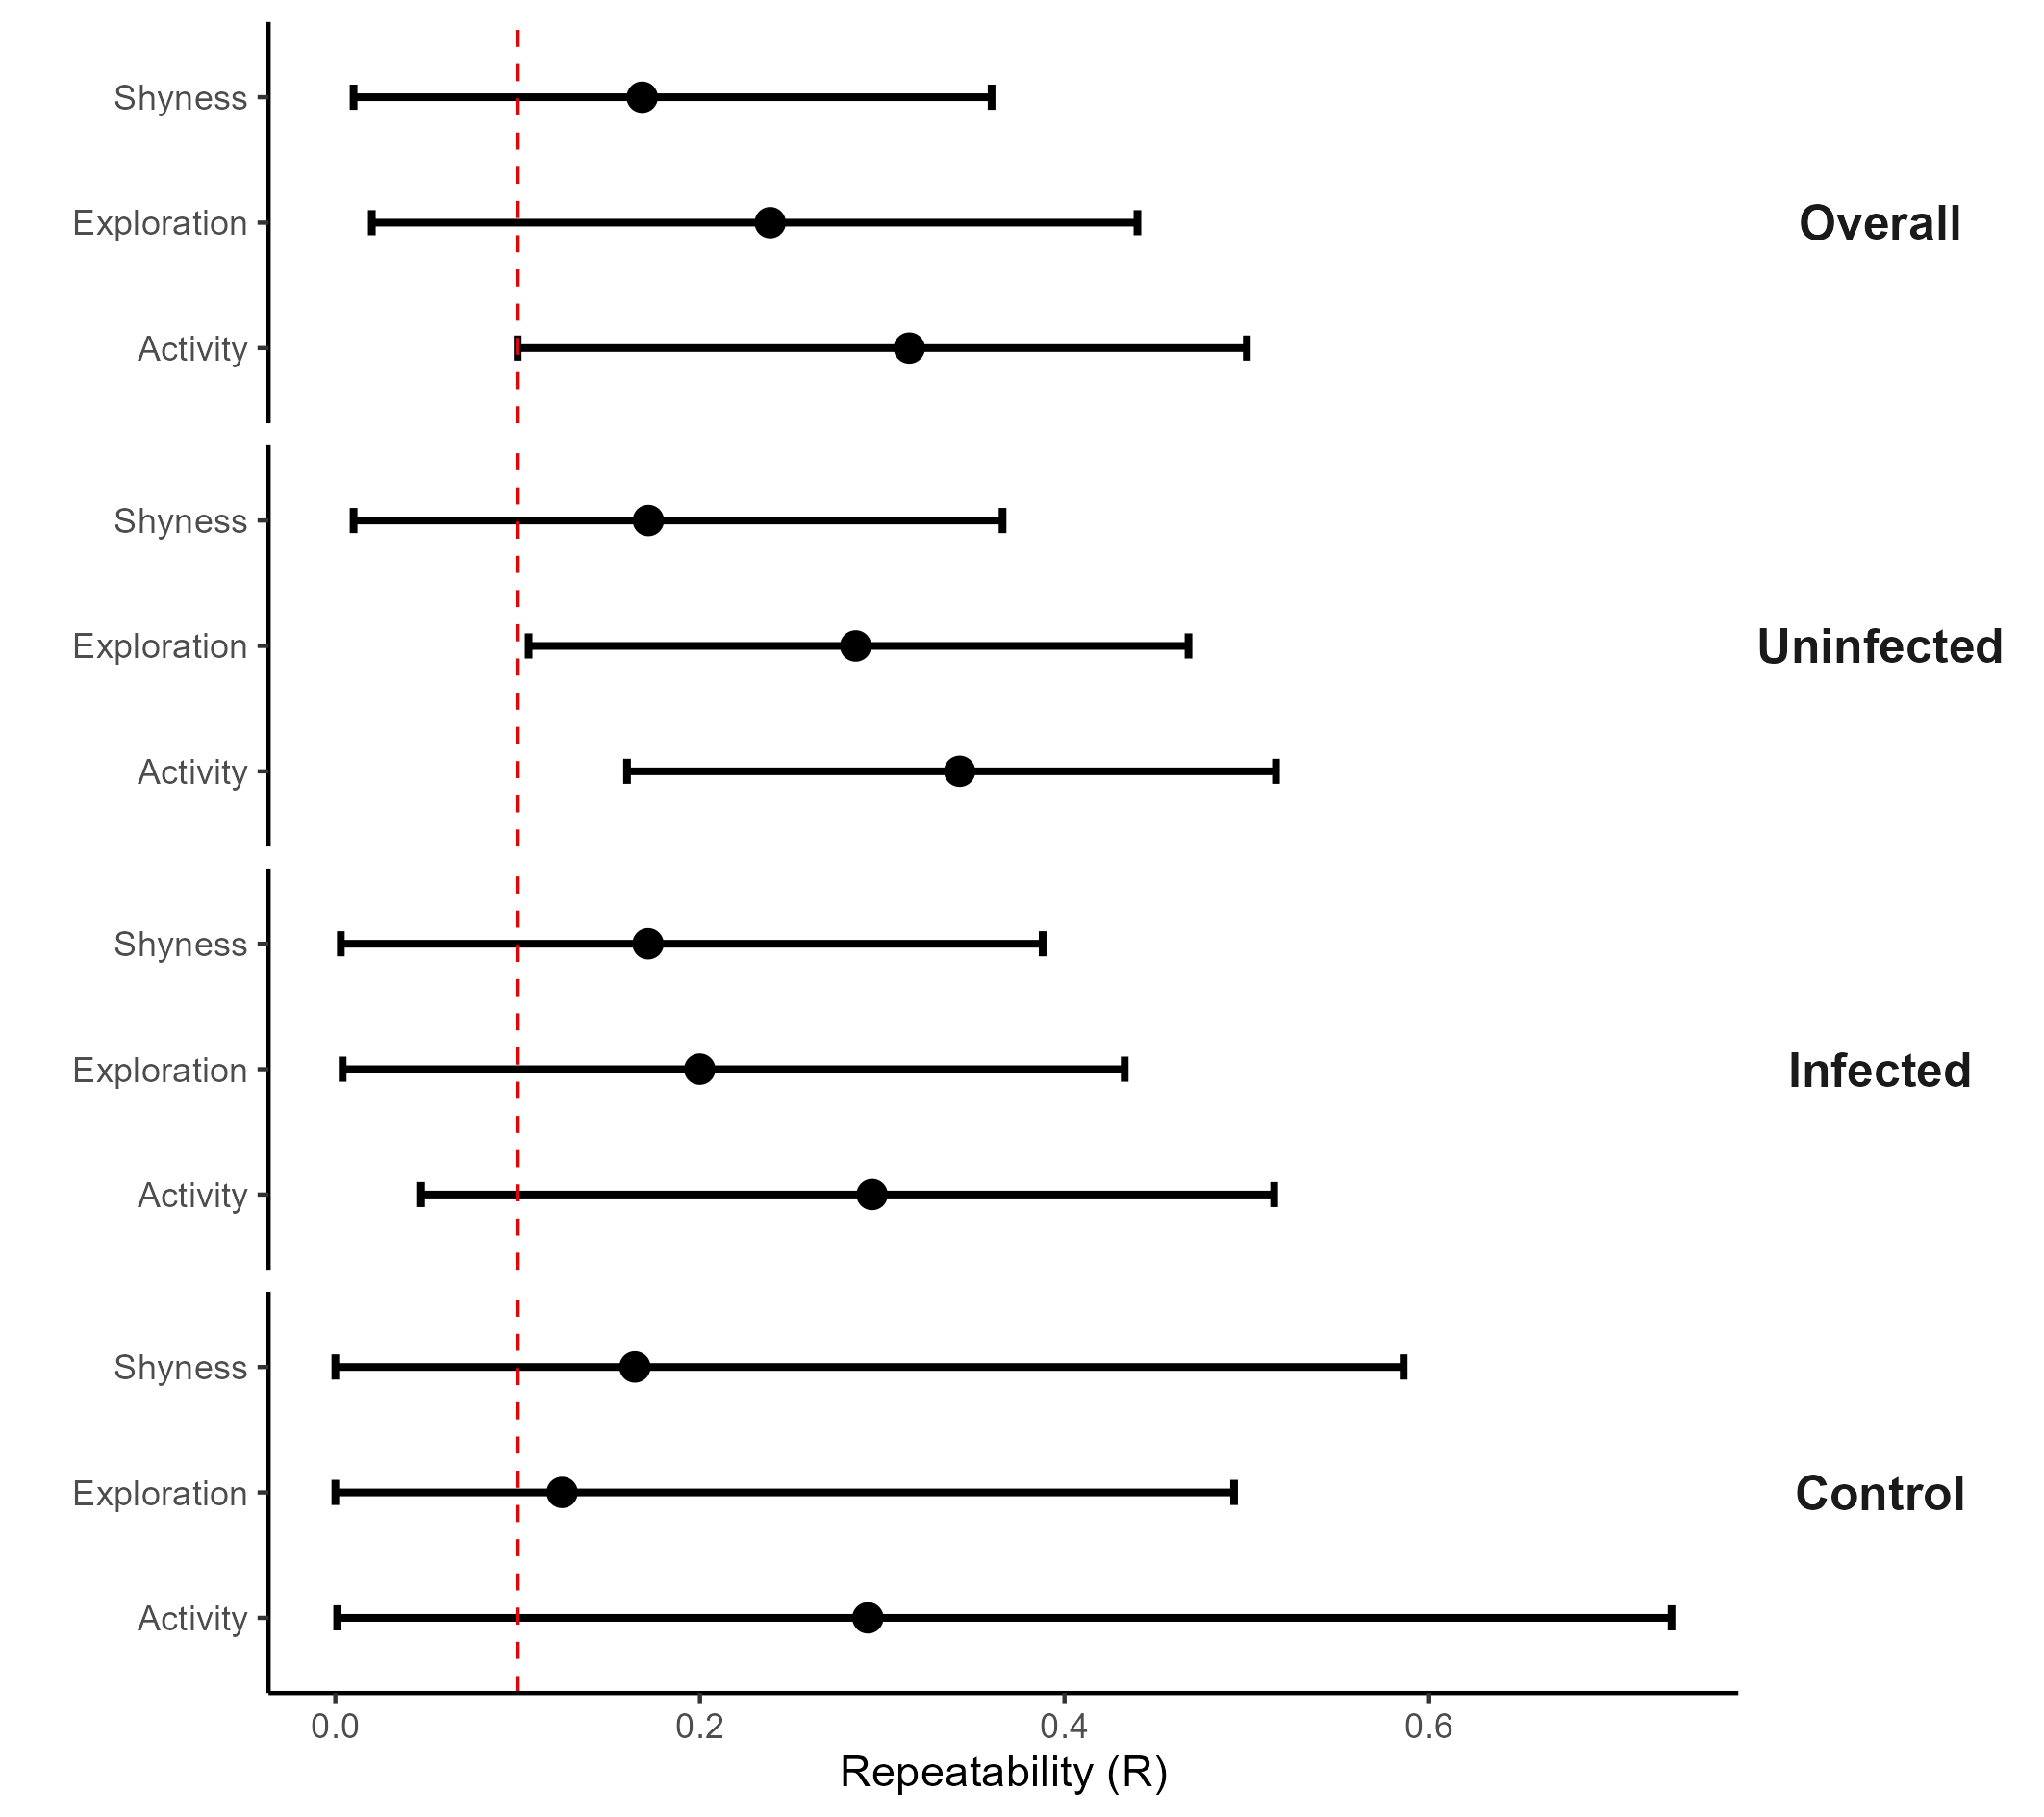 Shyness
Exploration
Activity
Overall
Shyness
Exploration
Activity
Uninfected
Shyness
Exploration
Activity
Infected
Shyness
Exploration
Activity
Control
0.0 0.2 0.4 0.6
Repeatability (R)